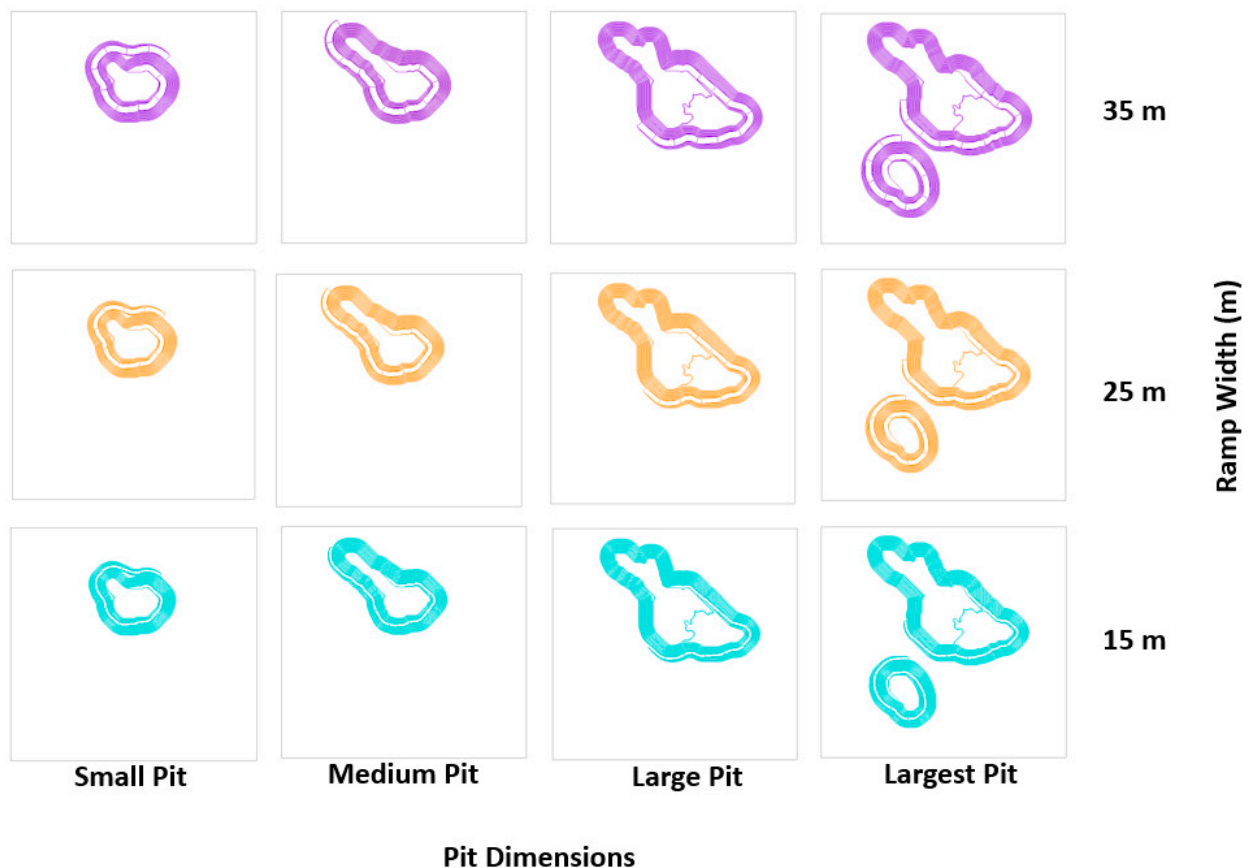 35 m
25 m
Ramp Width (m)
15 m
Small Pit
Medium Pit
Large Pit
Largest Pit
Pit Dimensions